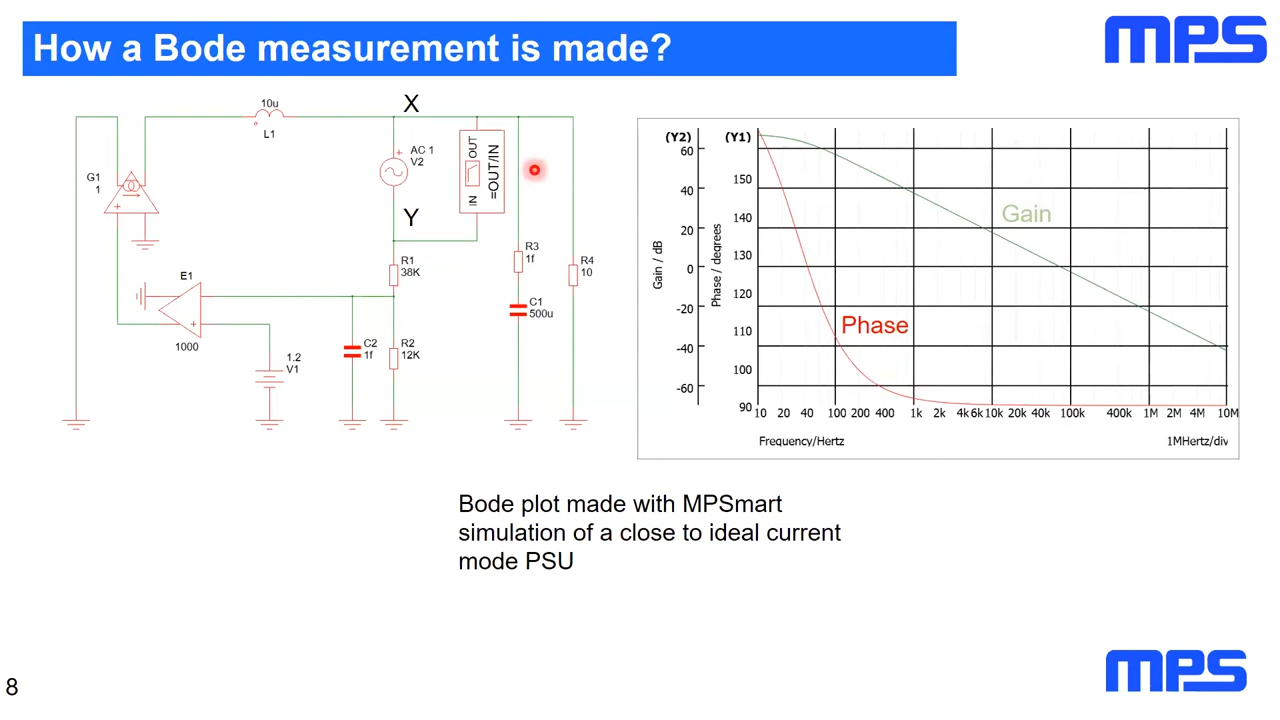 How a Bode measurement is made?
mps
10u
L1
X
AC 1
V2
Y
OUT
IN
=OUT/IN
G1
1
E1
1000
1.2
V1
R1
38K
C2
1f
R2
12K
R3
1f
C1
500u
R4
10
(Y2) (Y1)
Gain / dB
60
40
20
0
-20
-40
-60
Phase / degrees
150
140
130
120
110
100
90
Gain
Phase
10 20 40 100 200 400 1k 2k 4k 6k 10k 20k 40k 100k 400k 1M 2M 4M 10M
Frequency/Hertz 1MHertz/div
Bode plot made with MPSmart
simulation of a close to ideal current
mode PSU
8
mps